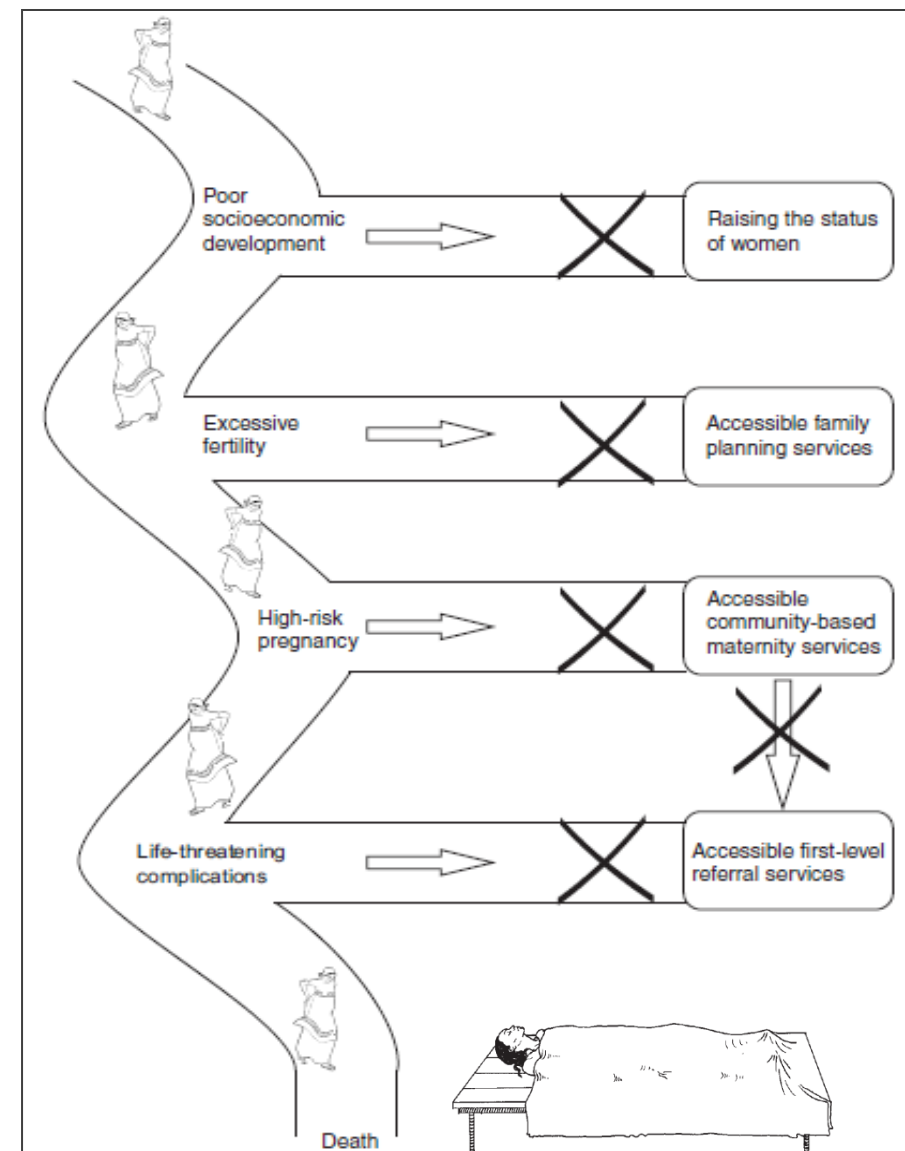 Poor
socioeconomic
development
Raising the status
of women
Excessive
fertility
Accessible family
planning services
High-risk
pregnancy
Accessible
community-based
maternity services
Life-threatening
complications
Accessible first-level
referral services
Death